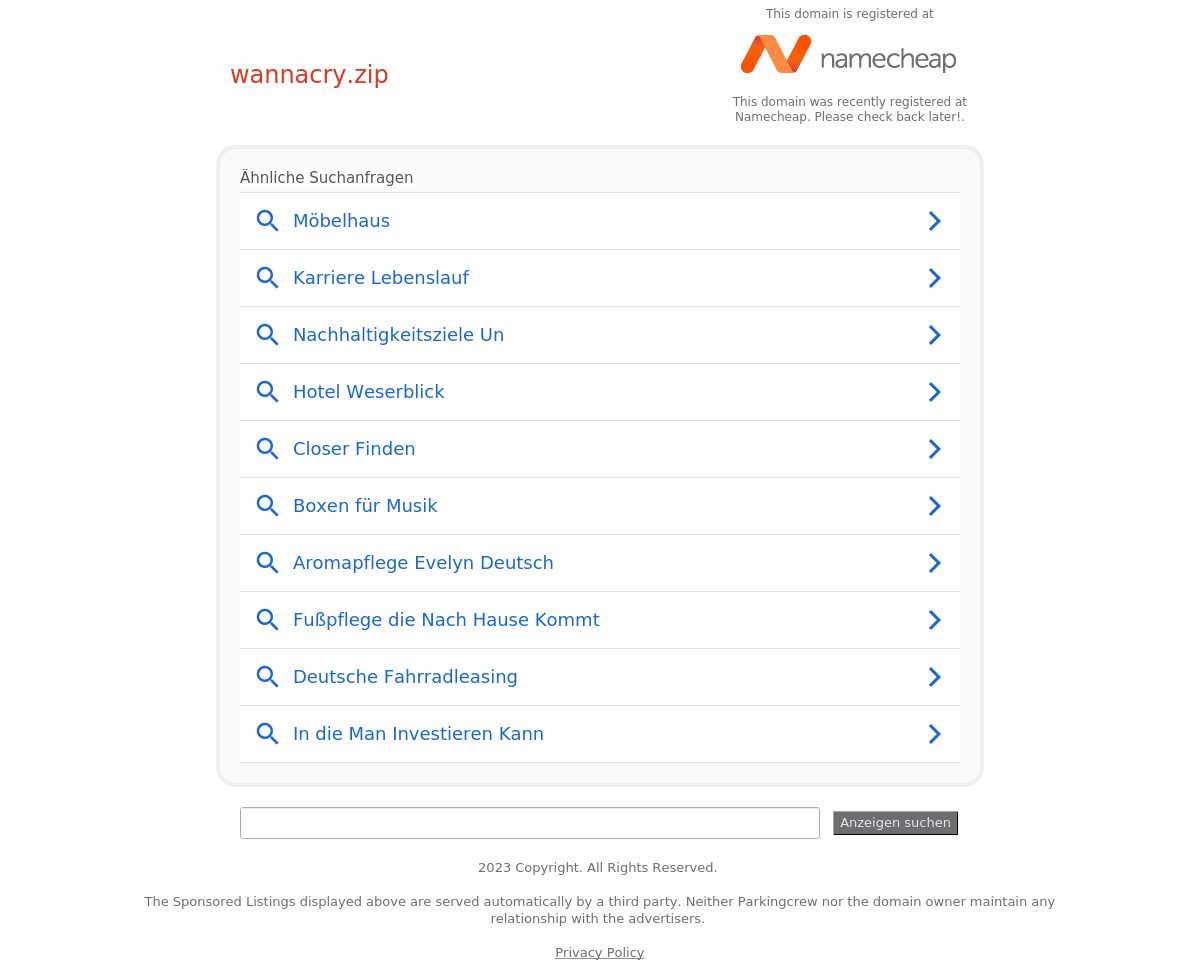 This domain is registered at
namecheap
wannacry.zip
This domain was recently registered at
Namecheap. Please check back later!.
Ähnliche Suchanfragen
Möbelhaus
Karriere Lebenslauf
Nachhaltigkeitsziele Un
Hotel Weserblick
Closer Finden
Boxen für Musik
Aromapflege Evelyn Deutsch
Fußpflege die Nach Hause Kommt
Deutsche Fahrradleasing
In die Man Investieren Kann
Anzeigen suchen
2023 Copyright. All Rights Reserved.
The Sponsored Listings displayed above are served automatically by a third party. Neither Parkingcrew nor the domain owner maintain any
relationship with the advertisers.
Privacy Policy